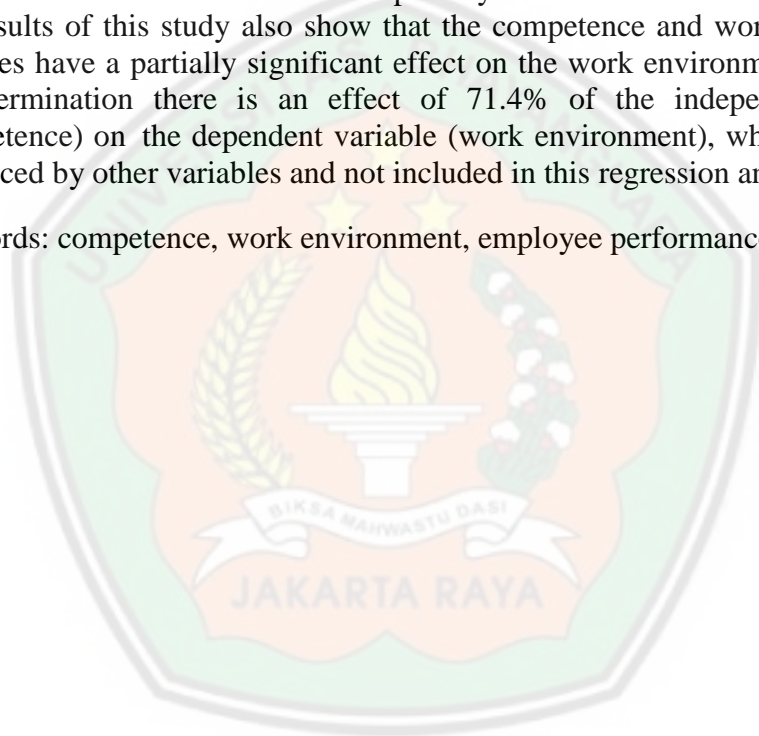 sults of this study also show that the competence and wor
es have a partially significant effect on the work environm
ermination there is an effect of 71.4% of the indepe
etence) on the dependent variable (work environment), wh
ced by other variables and not included in this regression an
ords: competence, work environment, employee performance
UNIVERSITAS
BIKSA MAHWASTU DASI
JAKARTA RAYA